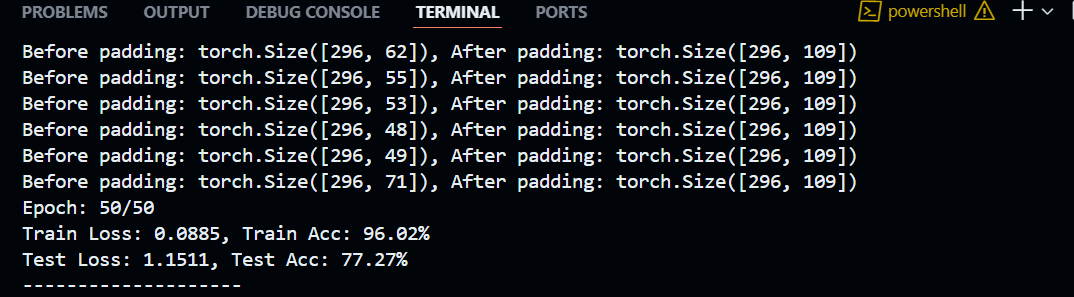 PROBLEMS OUTPUT DEBUG CONSOLE TERMINAL PORTS powershell
Before padding: torch.Size([296, 62]), After padding: torch.Size([296, 109])
Before padding: torch.Size([296, 55]), After padding: torch.Size([296, 109])
Before padding: torch.Size([296, 53]), After padding: torch.Size([296, 109])
Before padding: torch.Size([296, 48]), After padding: torch.Size([296, 109])
Before padding: torch.Size([296, 49]), After padding: torch.Size([296, 109])
Before padding: torch.Size([296, 71]), After padding: torch.Size([296, 109])
Epoch: 50/50
Train Loss: 0.0885, Train Acc: 96.02%
Test Loss: 1.1511, Test Acc: 77.27%
--------------------